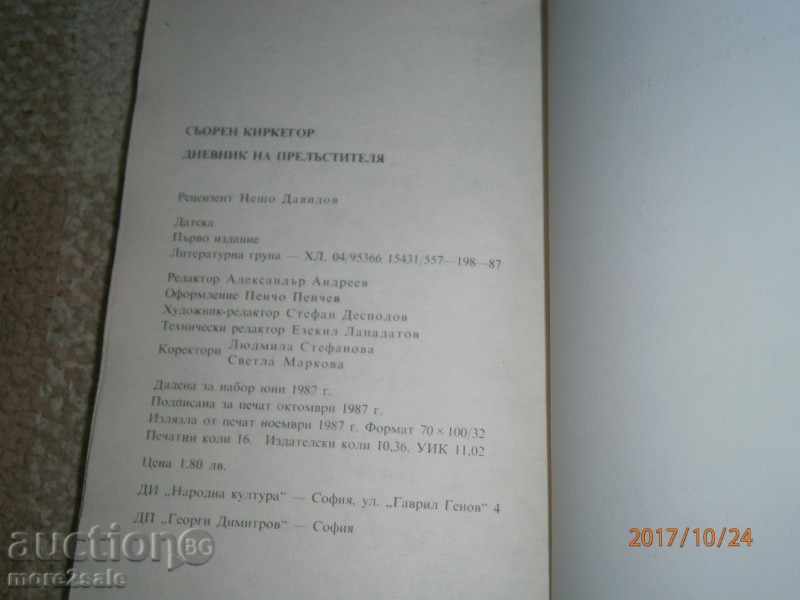 СЬОРЕН КИРКЕГОР
ДНЕВНИК НА ПРЕЛЪСТИТЕЛЯ
Рецензент Нешо Давидов
Датска
Първо издание
Литературна група — ХЛ. 04/95366 15431/557—198—87
Редактор Александър Андреев
Оформление Пенчо Пенчев
Художник-редактор Стефан Десподов
Технически редактор Езекил Лападатов
Коректори Людмила Стефанова
Светла Маркова
Дадена за набор юни 1987 г.
Подписана за печат октомври 1987 г.
Излязла от печат ноември 1987 г. Формат 70 × 100/32
Печатни коли 16. Издателски коли 10,36. УИК 11,02
Цена 1.80 лв.
ДИ „Народна култура“ — София, ул. „Гаврил Генов“ 4
ДП „Георги Димитров“ — София
2017/10/24
auction BG
more2sale